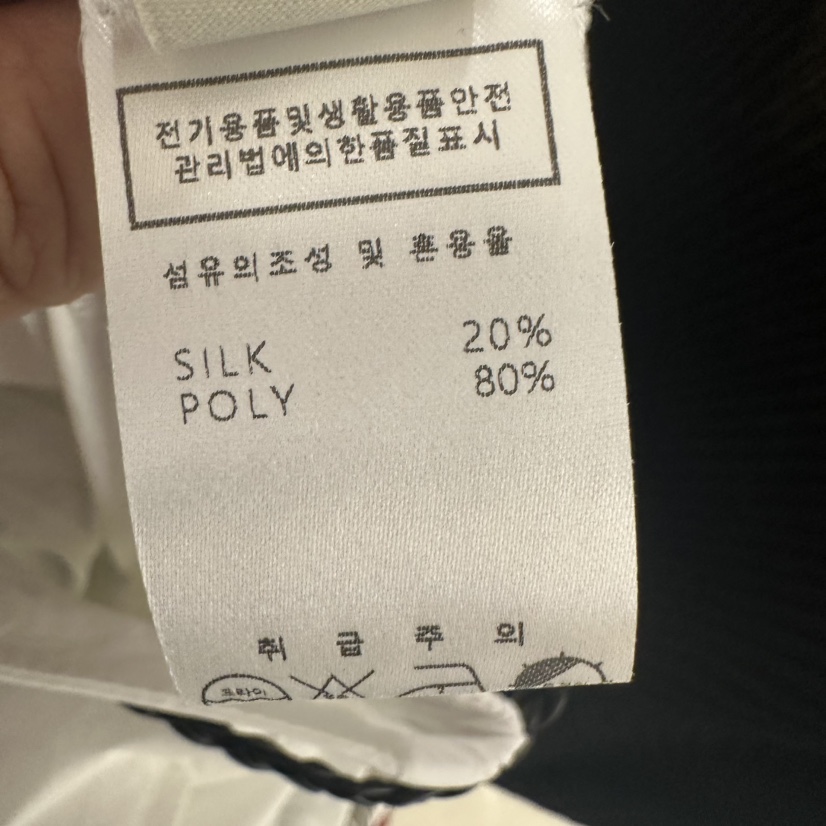 전기용품및생활용품안전
관리법에의한품질표시
섬유의조성 및 혼용율
SILK 20%
POLY 80%
취 급 주 의
드라이